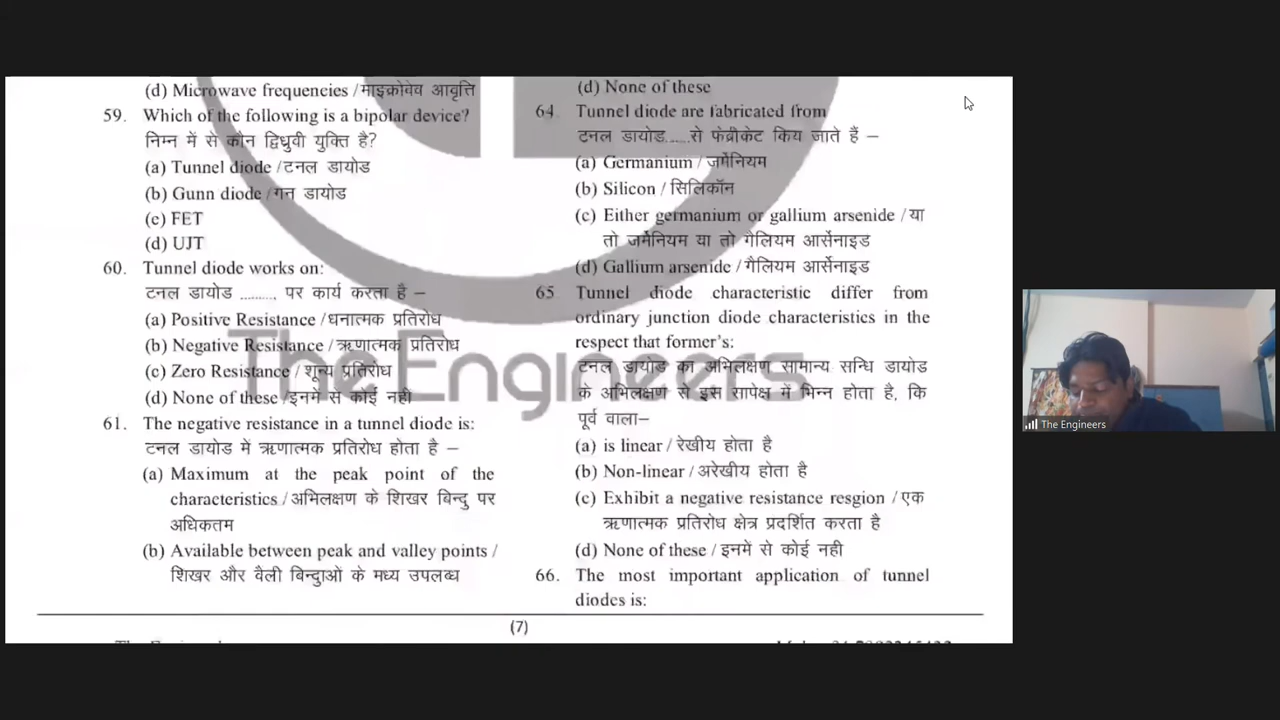 (d) Microwave frequencies / माइक्रोवेव आवृत्ति
59. Which of the following is a bipolar device?
निम्न में से कौन द्विध्रुवी युक्ति है?
(a) Tunnel diode / टनल डायोड
(b) Gunn diode / गन डायोड
(c) FET
(d) UJT
60. Tunnel diode works on:
टनल डायोड .......... पर कार्य करता है –
(a) Positive Resistance / धनात्मक प्रतिरोध
(b) Negative Resistance / ऋणात्मक प्रतिरोध
(c) Zero Resistance / शून्य प्रतिरोध
(d) None of these / इनमें से कोई नही
61. The negative resistance in a tunnel diode is:
टनल डायोड में ऋणात्मक प्रतिरोध होता है –
(a) Maximum at the peak point of the
characteristics / अभिलक्षण के शिखर बिन्दु पर
अधिकतम
(b) Available between peak and valley points /
शिखर और वैली बिन्दुाओं के मध्य उपलब्ध
(d) None of these
64. Tunnel diode are fabricated from
टनल डायोड.......से फेब्रीकेट किय जाते हैं –
(a) Germanium / जर्मेनियम
(b) Silicon / सिलिकॉन
(c) Either germanium or gallium arsenide / या
तो जर्मेनियम या तो गैलियम आर्सेनाइड
(d) Gallium arsenide / गैलियम आर्सेनाइड
65. Tunnel diode characteristic differ from
ordinary junction diode characteristics in the
respect that former's:
टनल डायोड का अभिलक्षण सामान्य सन्धि डायोड
के अभिलक्षण से इस सापेक्ष में भिन्न होता है, कि
पूर्व वाला–
(a) is linear / रेखीय होता है
(b) Non-linear / अरेखीय होता है
(c) Exhibit a negative resistance resgion / एक
ऋणात्मक प्रतिरोध क्षेत्र प्रदर्शित करता है
(d) None of these / इनमें से कोई नही
66. The most important application of tunnel
diodes is:
(7)
The Engineers
The Engineers